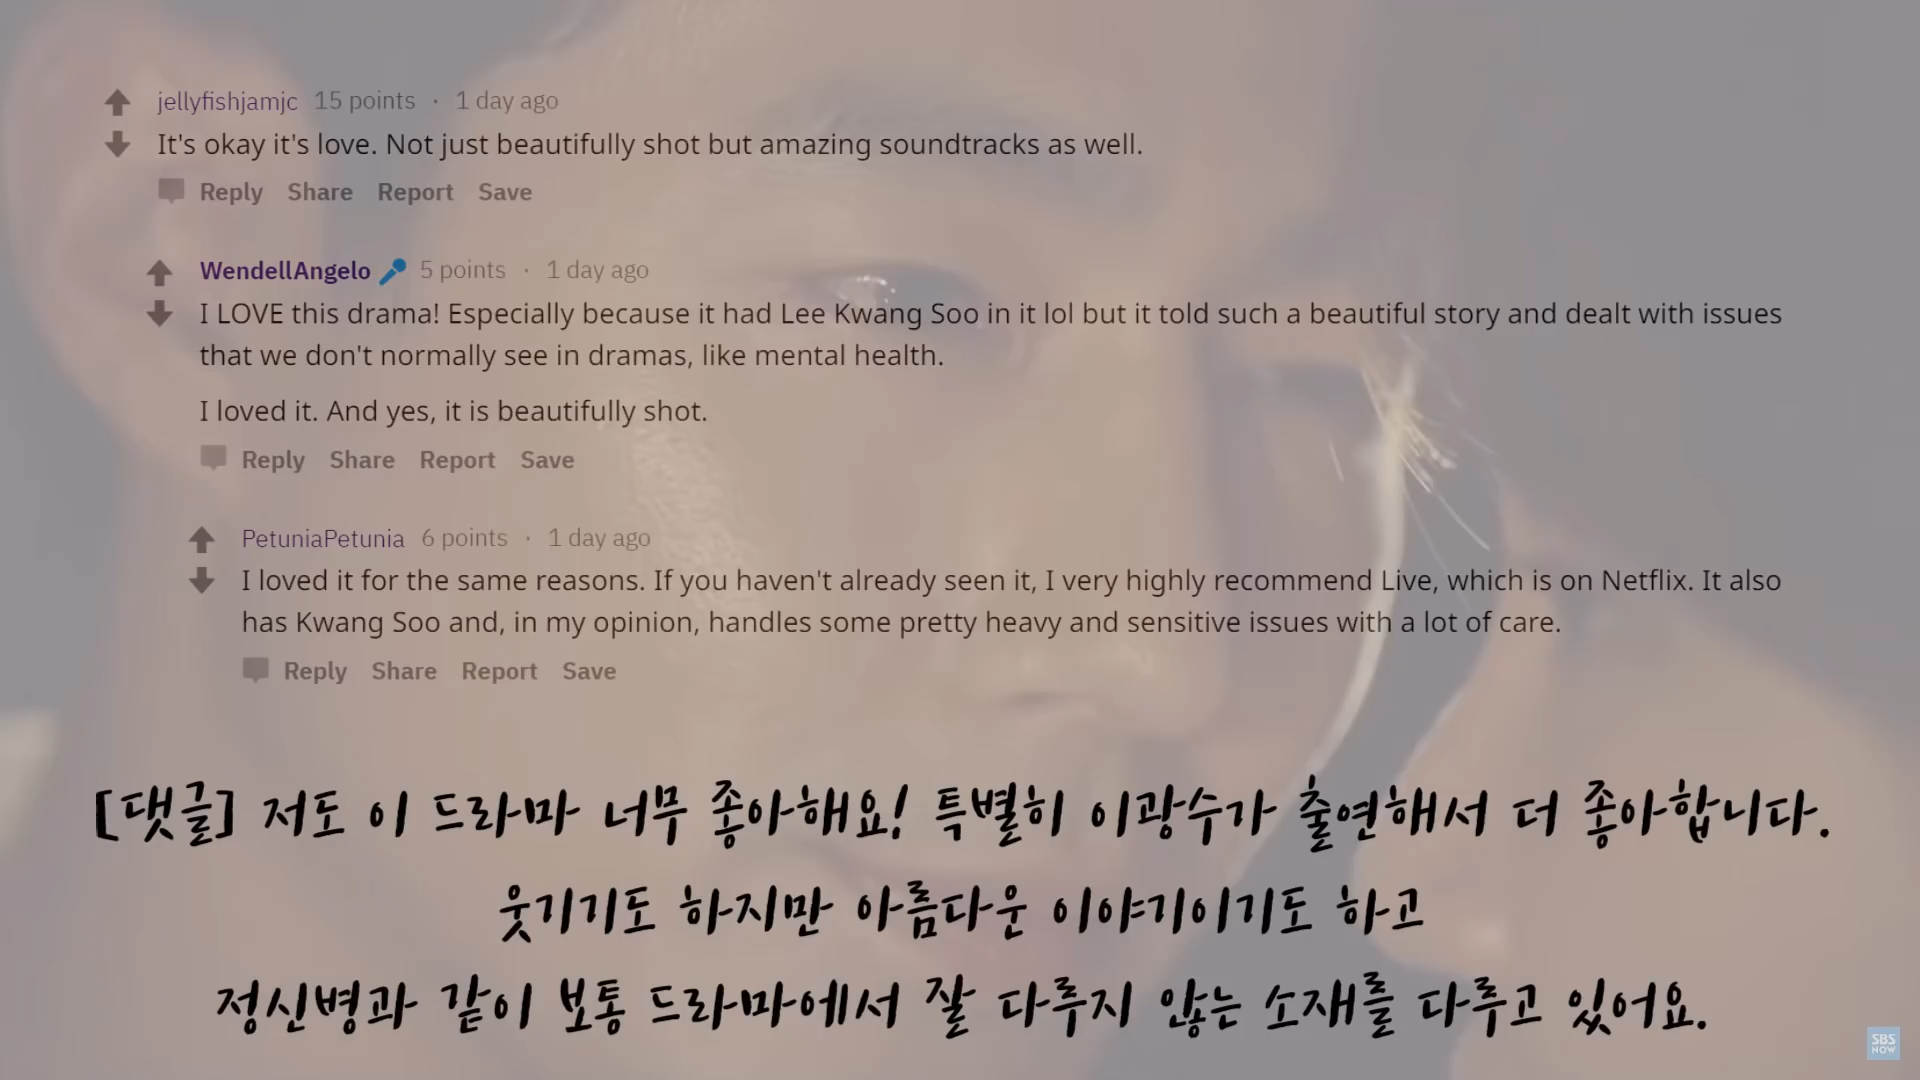 jellyfishjamjc 15 points · 1 day ago
It's okay it's love. Not just beautifully shot but amazing soundtracks as well.
Reply Share Report Save
WendellAngelo 5 points · 1 day ago
I LOVE this drama! Especially because it had Lee Kwang Soo in it lol but it told such a beautiful story and dealt with issues
that we don't normally see in dramas, like mental health.
I loved it. And yes, it is beautifully shot.
Reply Share Report Save
PetuniaPetunia 6 points · 1 day ago
I loved it for the same reasons. If you haven't already seen it, I very highly recommend Live, which is on Netflix. It also
has Kwang Soo and, in my opinion, handles some pretty heavy and sensitive issues with a lot of care.
Reply Share Report Save
[댓글] 저도 이 드라마 너무 좋아해요! 특별히 이광수가 출연해서 더 좋아합니다.
웃기기도 하지만 아름다운 이야기이기도 하고
정신병과 같이 보통 드라마에서 잘 다루지 않는 소재를 다루고 있어요.
SBS
NOW